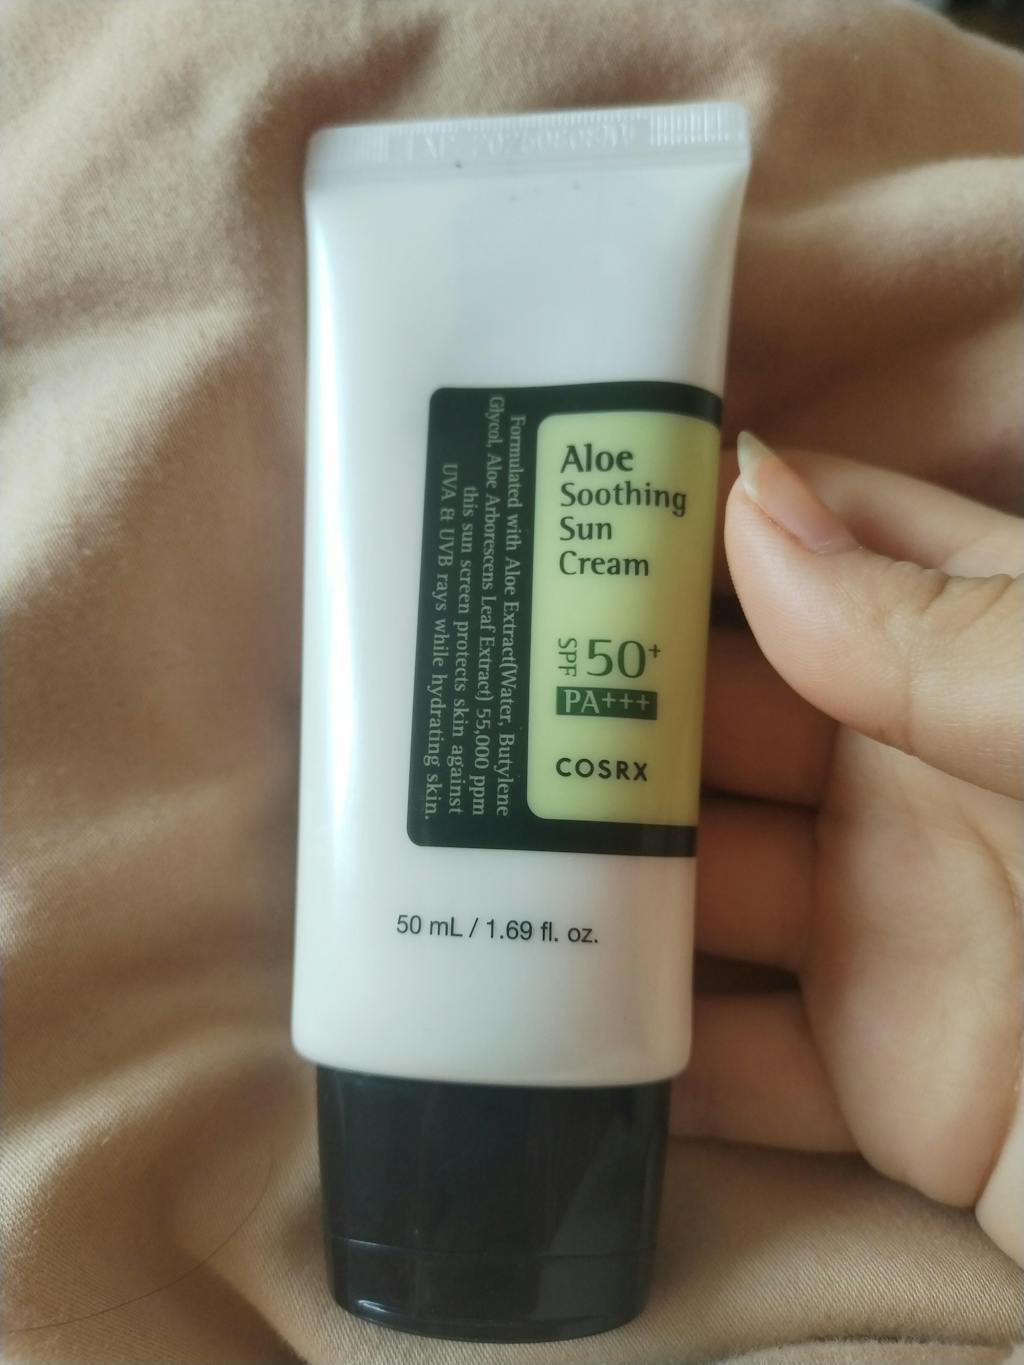 Aloe
Soothing
Sun
Cream
SPF 50+
PA+++
COSRX
Formulated with Aloe Extract(Water, Butylene
Glycol, Aloe Arborescens Leaf Extract) 55,000 ppm
this sun screen protects skin against
UVA & UVB rays while hydrating skin.
50 mL / 1.69 fl. oz.